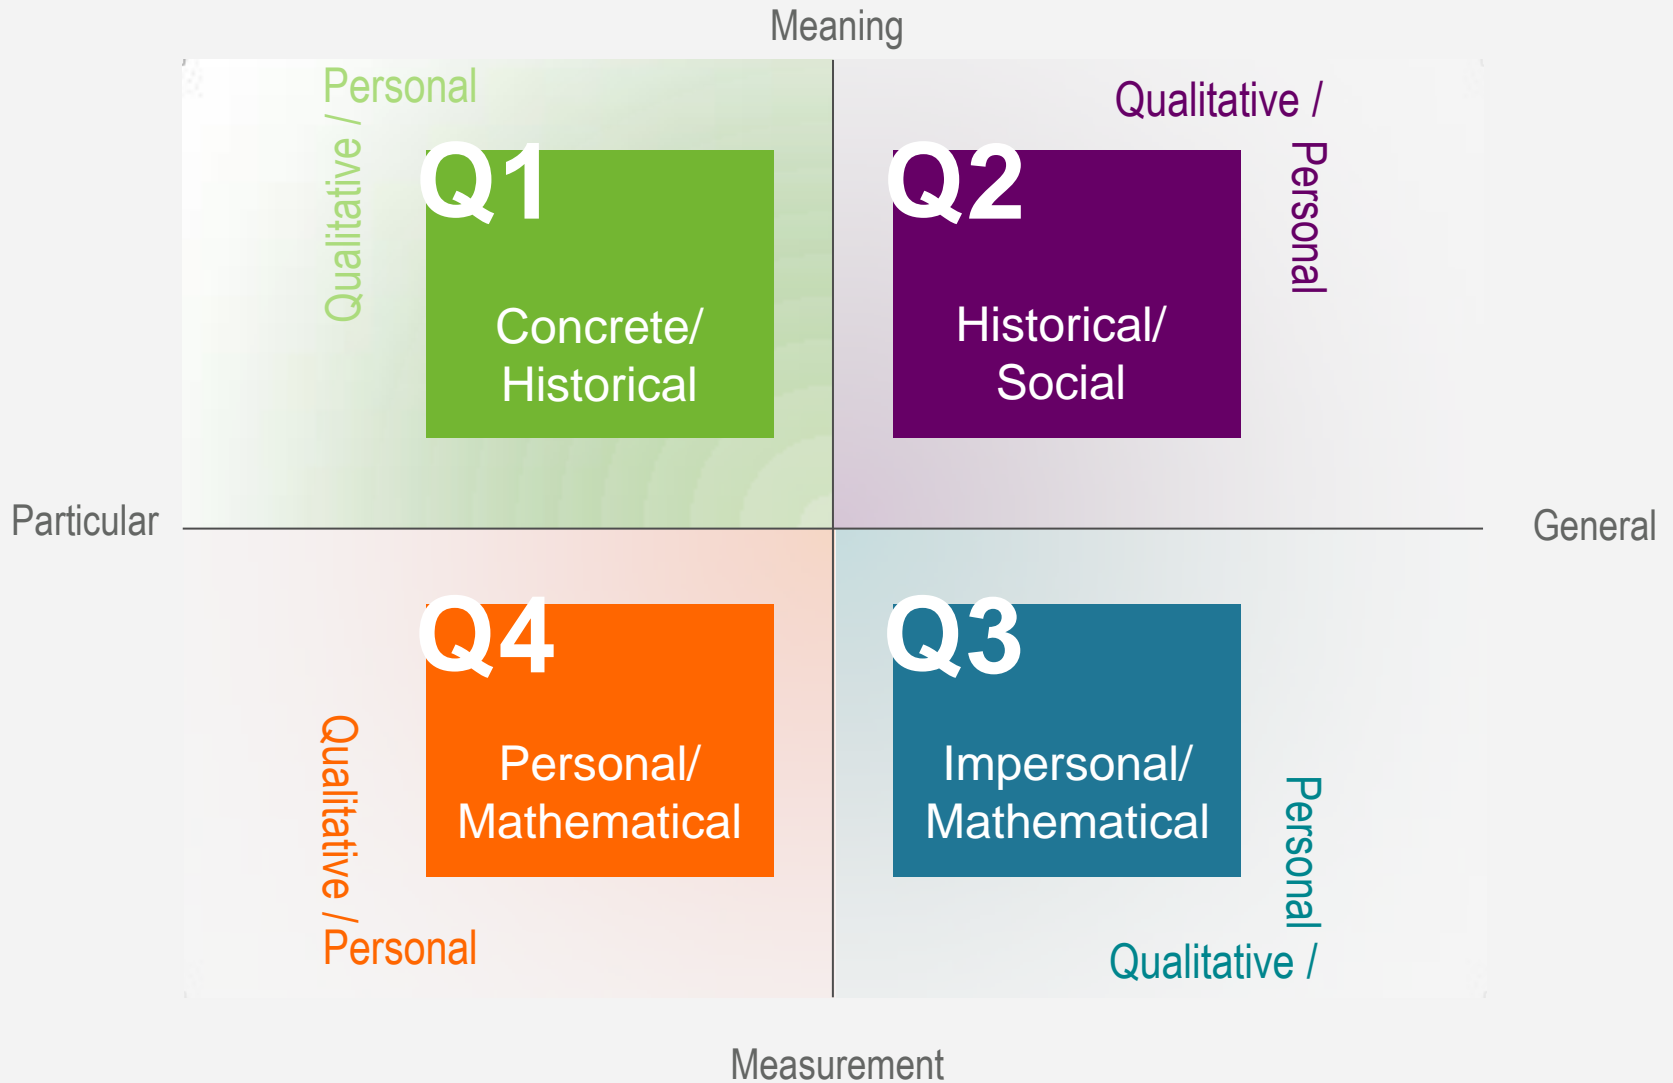 Meaning
Qualitative / Personal
Q1
Concrete/
Historical
Qualitative /
Personal
Q2
Historical/
Social
Particular
General
Q4
Personal/
Mathematical
Qualitative /
Personal
Q3
Impersonal/
Mathematical
Personal
Qualitative /
Measurement